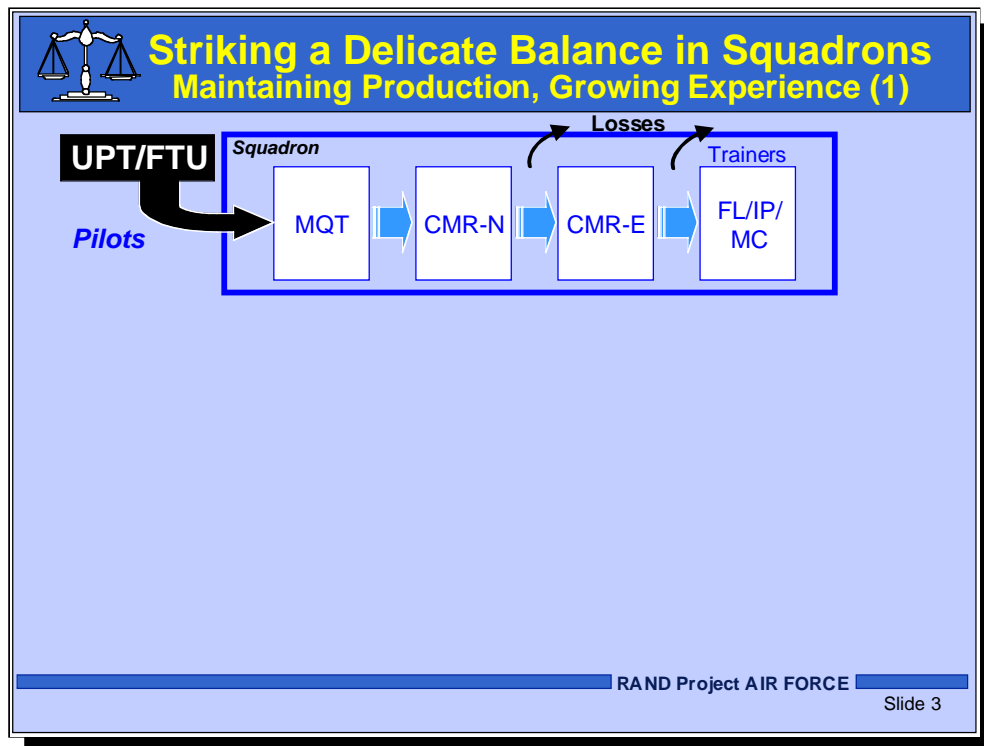 Striking a Delicate Balance in Squadrons
Maintaining Production, Growing Experience (1)
Losses
UPT/FTU
Squadron
Trainers
Pilots
MQT
CMR-N
CMR-E
FL/IP/
MC
RAND Project AIR FORCE
Slide 3